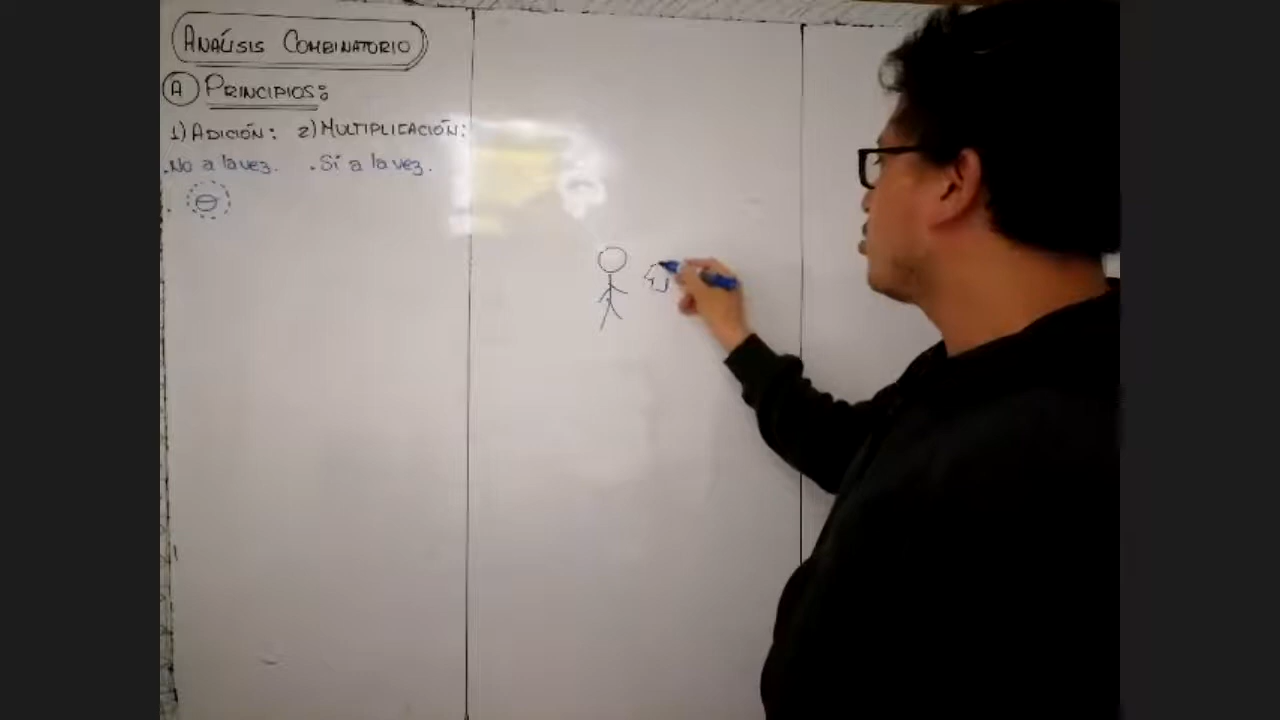 ANÁLISIS COMBINATORIO
A PRINCIPIOS:
1) ADICIÓN: 2) MULTIPLICACIÓN:
. No a la vez. . Sí a la vez.